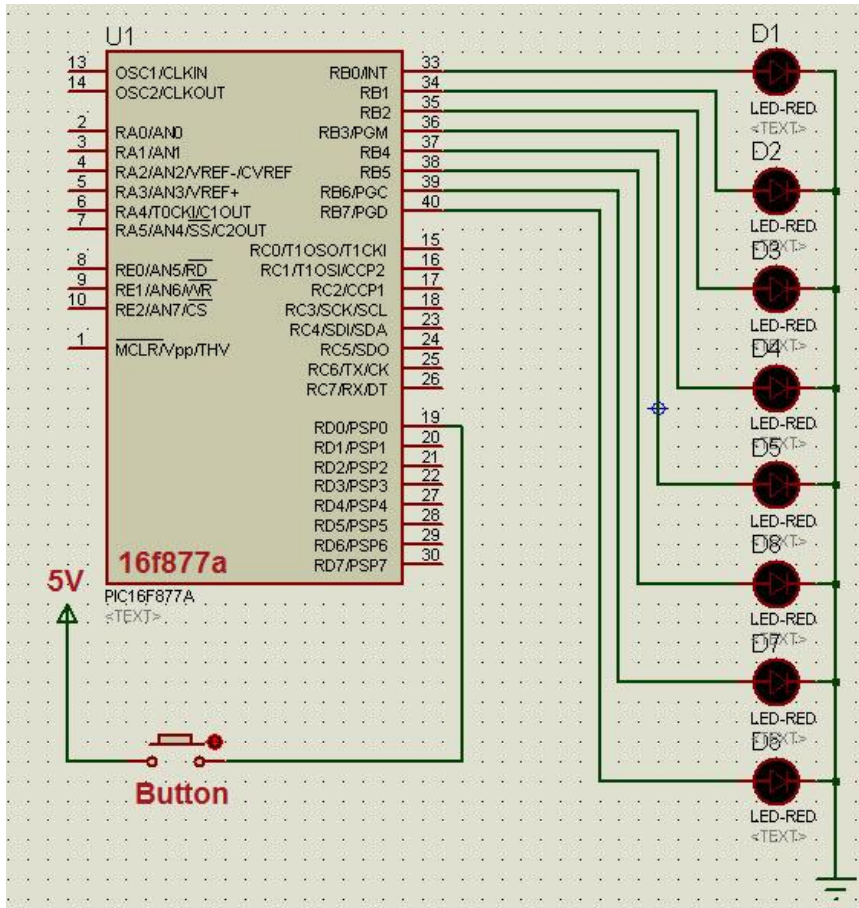 U1
13 OSC1/CLKIN
14 OSC2/CLKOUT
2 RA0/AN0
3 RA1/AN1
4 RA2/AN2/VREF-/CVREF
5 RA3/AN3/VREF+
6 RA4/T0CKI/C1OUT
7 RA5/AN4/SS/C2OUT
8 RE0/AN5/RD
9 RE1/AN6/WR
10 RE2/AN7/CS
1 MCLR/Vpp/THV
RB0/INT 33
RB1 34
RB2 35
RB3/PGM 36
RB4 37
RB5 38
RB6/PGC 39
RB7/PGD 40
RC0/T1OSO/T1CKI 15
RC1/T1OSI/CCP2 16
RC2/CCP1 17
RC3/SCK/SCL 18
RC4/SDI/SDA 23
RC5/SDO 24
RC6/TX/CK 25
RC7/RX/DT 26
RD0/PSP0 19
RD1/PSP1 20
RD2/PSP2 21
RD3/PSP3 22
RD4/PSP4 27
RD5/PSP5 28
RD6/PSP6 29
RD7/PSP7 30
16f877a
PIC16F877A
<TEXT>
5V
Button
D1
LED-RED
<TEXT>
D2
LED-RED
<TEXT>
D3
LED-RED
D4
LED-RED
D5
LED-RED
LED-RED
D7
LED-RED
LED-RED
<TEXT>